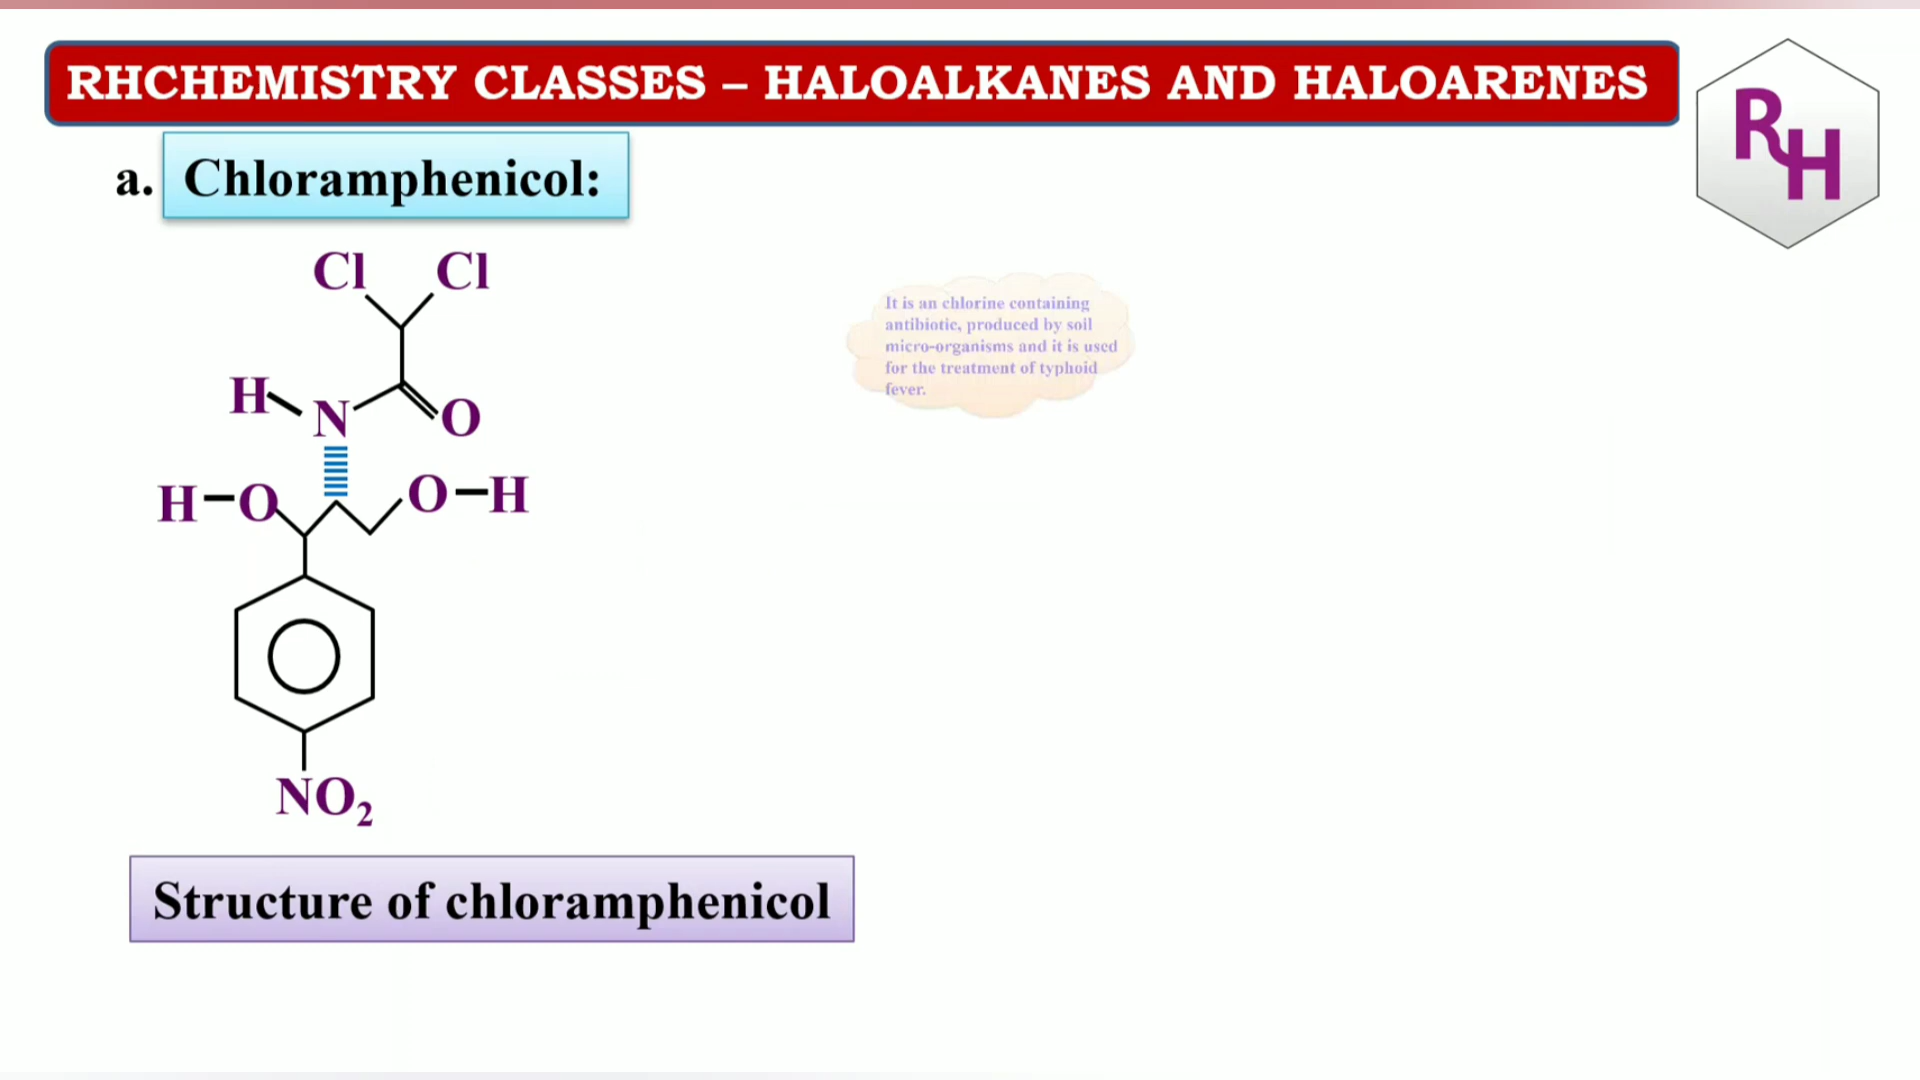 RHCHEMISTRY CLASSES – HALOALKANES AND HALOARENES
RH
a. Chloramphenicol:
Cl Cl
H N O
H–O O–H
NO₂
It is an chlorine containing
antibiotic, produced by soil
micro-organisms and it is used
for the treatment of typhoid
fever.
Structure of chloramphenicol